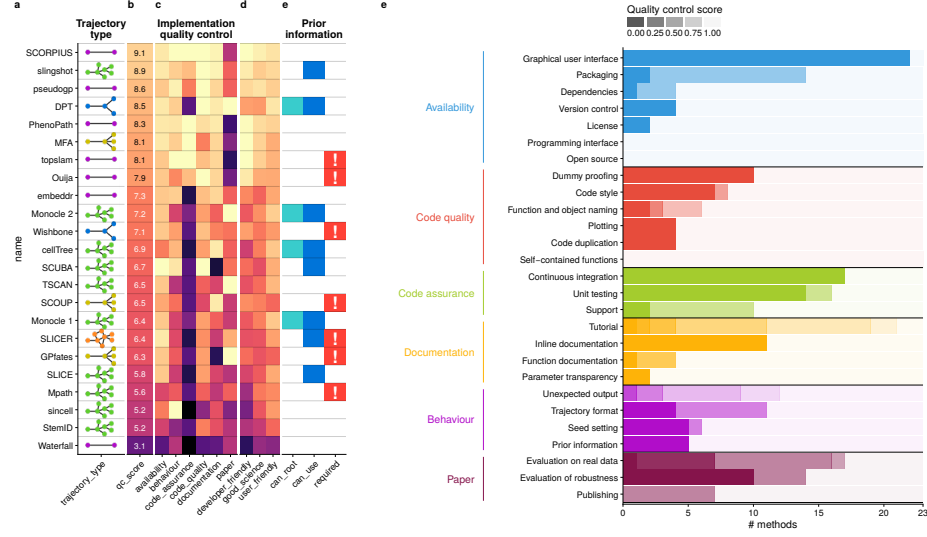 a
b
c
d
e
e
Trajectory
type
Implementation
quality control
Prior
information
name
SCORPIUS
9.1
slingshot
8.9
pseudogp
8.6
DPT
8.5
PhenoPath
8.3
MFA
8.1
topslam
8.1
!
Ouija
7.9
!
embeddr
7.3
Monocle 2
7.2
Wishbone
7.1
!
cellTree
6.9
SCUBA
6.7
TSCAN
6.5
SCOUP
6.5
!
Monocle 1
6.4
SLICER
6.4
!
GPfates
6.3
!
SLICE
5.8
Mpath
5.6
!
sincell
5.2
StemID
5.2
Waterfall
3.1
trajectory_type
qc_score
availability
behaviour
code_assurance
code_quality
documentation
paper
developer_friendly
good_science
user_friendly
can_root
can_use
required
Quality control score
0.00 0.25 0.50 0.75 1.00
Availability
Graphical user interface
Packaging
Dependencies
Version control
License
Programming interface
Open source
Code quality
Dummy proofing
Code style
Function and object naming
Plotting
Code duplication
Self−contained functions
Code assurance
Continuous integration
Unit testing
Support
Documentation
Tutorial
Inline documentation
Function documentation
Parameter transparency
Behaviour
Unexpected output
Trajectory format
Seed setting
Prior information
Paper
Evaluation on real data
Evaluation of robustness
Publishing
0 5 10 15 20 23
# methods